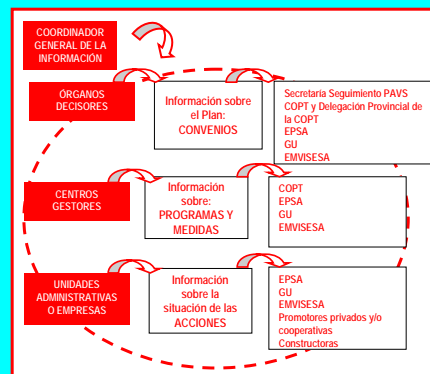 COORDINADOR
GENERAL DE LA
INFORMACIÓN
ÓRGANOS
DECISORES
Información sobre
el Plan:
CONVENIOS
Secretaría Seguimiento PAVS
COPT y Delegación Provincial de
la COPT
EPSA
GU
EMVISESA
CENTROS
GESTORES
Información
sobre:
PROGRAMAS Y
MEDIDAS
COPT
EPSA
GU
EMVISESA
UNIDADES
ADMINISTRATIVAS
O EMPRESAS
Información
sobre la
situación de las
ACCIONES
EPSA
GU
EMVISESA
Promotores privados y/o
cooperativas
Constructoras